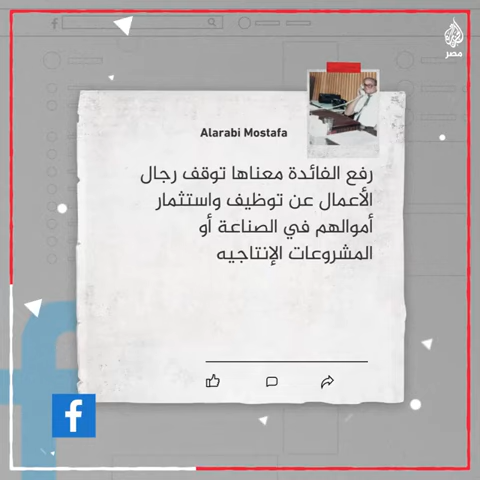 مصر
Alarabi Mostafa
رفع الفائدة معناها توقف رجال
الأعمال عن توظيف واستثمار
أموالهم في الصناعة أو
المشروعات الإنتاجيه